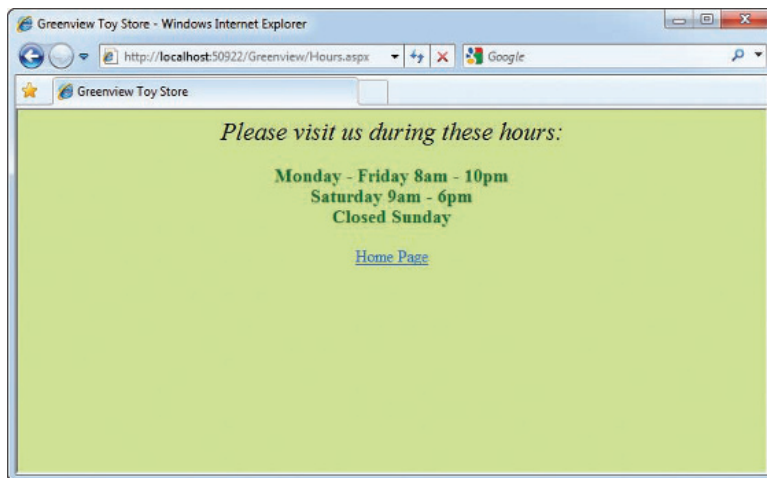 Greenview Toy Store - Windows Internet Explorer
http://localhost:50922/Greenview/Hours.aspx
Google
Greenview Toy Store
Please visit us during these hours:
Monday - Friday 8am - 10pm
Saturday 9am - 6pm
Closed Sunday
Home Page